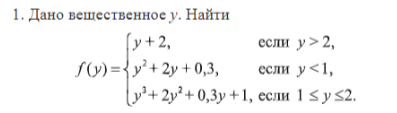 1. Дано вещественное y. Найти
y + 2, если y > 2,
f(y) = { y² + 2y + 0,3, если y < 1,
y³ + 2y² + 0,3y + 1, если 1 ≤ y ≤ 2.